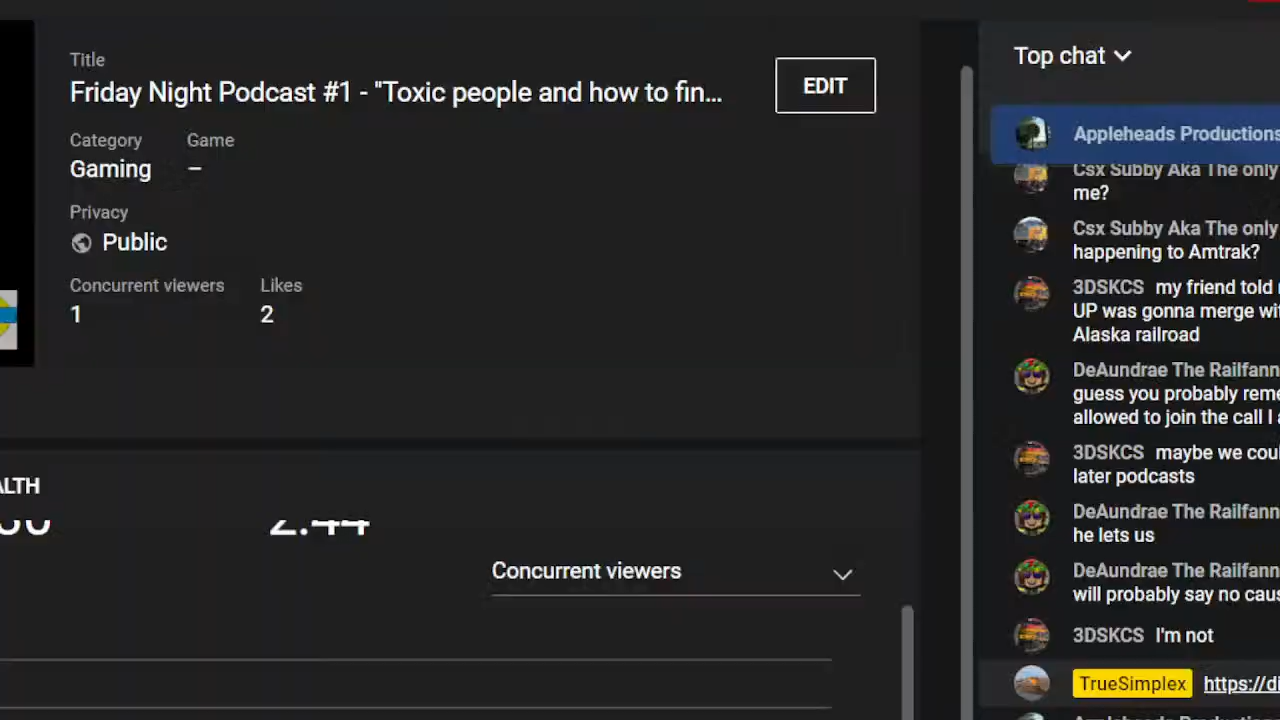 Title
Friday Night Podcast #1 - "Toxic people and how to fin...
EDIT
Category Game
Gaming –
Privacy
Public
Concurrent viewers Likes
1 2
2.44
Concurrent viewers
Top chat
Appleheads Productions
Csx Subby Aka The only
me?
Csx Subby Aka The only
happening to Amtrak?
3DSKCS my friend told
UP was gonna merge
Alaska railroad
DeAundrae The Railfann
guess you probably
allowed to join the call I
3DSKCS maybe we
later podcasts
DeAundrae The Railfann
he lets us
DeAundrae The Railfann
will probably say no
3DSKCS I'm not
TrueSimplex https://di